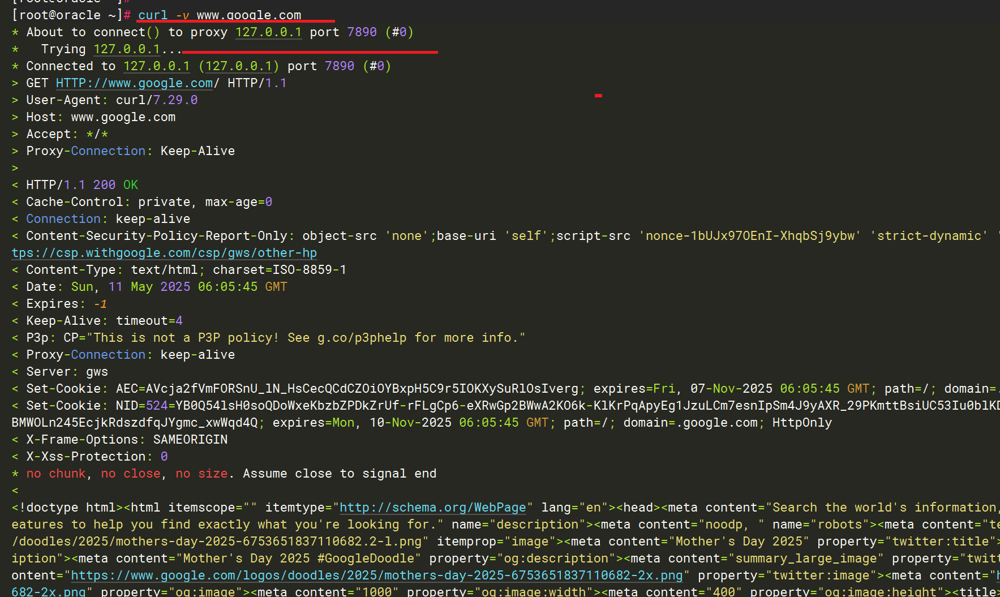 [root@oracle ~]#
[root@oracle ~]# curl -v www.google.com
* About to connect() to proxy 127.0.0.1 port 7890 (#0)
*   Trying 127.0.0.1...
* Connected to 127.0.0.1 (127.0.0.1) port 7890 (#0)
> GET HTTP://www.google.com/ HTTP/1.1
> User-Agent: curl/7.29.0
> Host: www.google.com
> Accept: */*
> Proxy-Connection: Keep-Alive
>
< HTTP/1.1 200 OK
< Cache-Control: private, max-age=0
< Connection: keep-alive
< Content-Security-Policy-Report-Only: object-src 'none';base-uri 'self';script-src 'nonce-1bUJx97OEnI-XhqbSj9ybw' 'strict-dynamic' '
tps://csp.withgoogle.com/csp/gws/other-hp
< Content-Type: text/html; charset=ISO-8859-1
< Date: Sun, 11 May 2025 06:05:45 GMT
< Expires: -1
< Keep-Alive: timeout=4
< P3p: CP="This is not a P3P policy! See g.co/p3phelp for more info."
< Proxy-Connection: keep-alive
< Server: gws
< Set-Cookie: AEC=AVcja2fVmFORSnU_lN_HsCecQCdCZOiOYBxpH5C9r5IOKXySuRlOsIverg; expires=Fri, 07-Nov-2025 06:05:45 GMT; path=/; domain=.
< Set-Cookie: NID=524=YB0Q54lsH0soQDoWxeKbzbZPDkZrUf-rFLgCp6-eXRwGp2BWwA2KO6k-KlKrPqApyEg1JzuLCm7esnIpSm4J9yAXR_29PKmttBsiUC53Iu0blKD
BMWOLn245EcjkRdszdfqJYgmc_xwWqd4Q; expires=Mon, 10-Nov-2025 06:05:45 GMT; path=/; domain=.google.com; HttpOnly
< X-Frame-Options: SAMEORIGIN
< X-Xss-Protection: 0
* no chunk, no close, no size. Assume close to signal end
<
<!doctype html><html itemscope="" itemtype="http://schema.org/WebPage" lang="en"><head><meta content="Search the world's information,
eatures to help you find exactly what you're looking for." name="description"><meta content="noodp, " name="robots"><meta content="te
/doodles/2025/mothers-day-2025-6753651837110682.2-l.png" itemprop="image"><meta content="Mother's Day 2025" property="twitter:title">
iption"><meta content="Mother's Day 2025 #GoogleDoodle" property="og:description"><meta content="summary_large_image" property="twitt
ontent="https://www.google.com/logos/doodles/2025/mothers-day-2025-6753651837110682-2x.png" property="twitter:image"><meta content="h
682-2x.png" property="og:image"><meta content="1000" property="og:image:width"><meta content="400" property="og:image:height"><title>